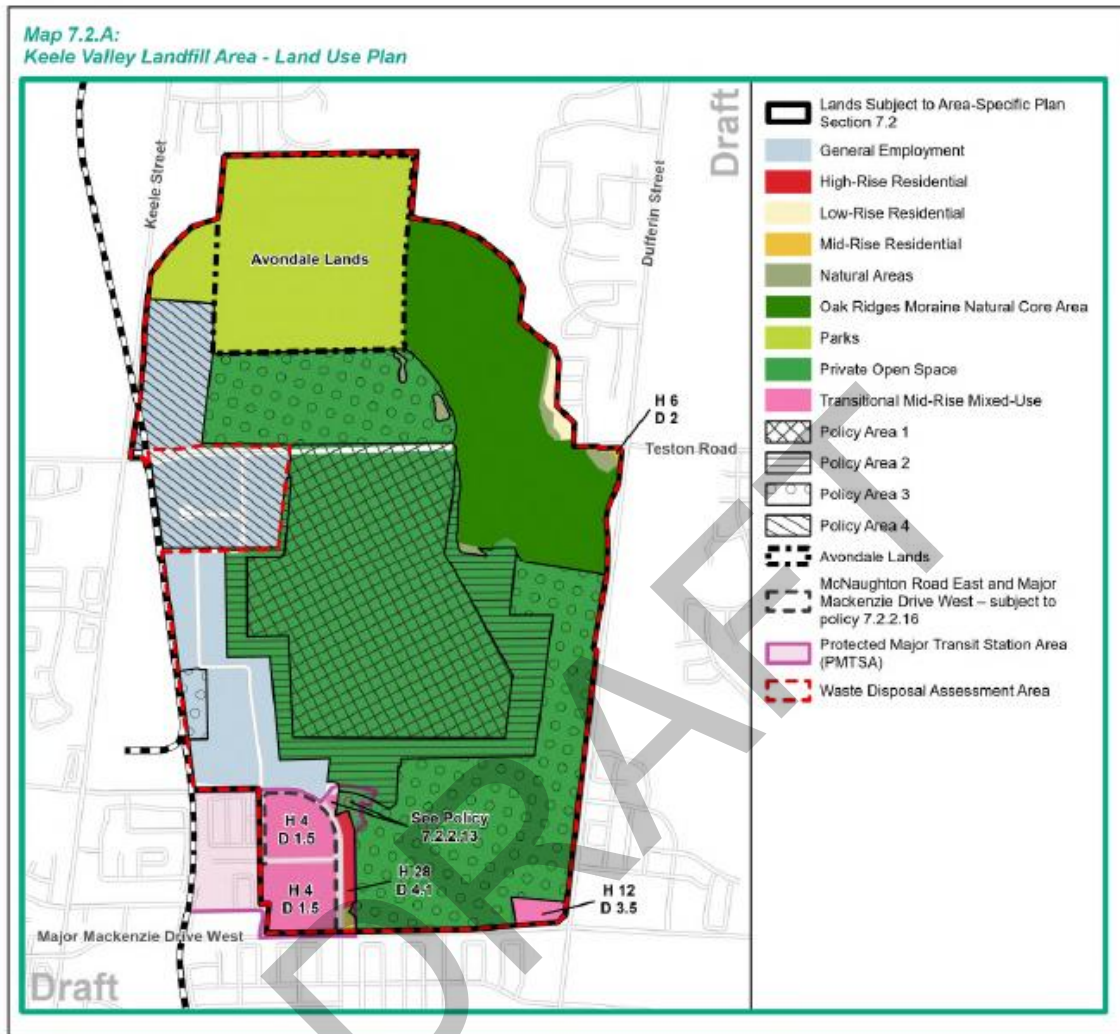 Map 7.2.A:
Keele Valley Landfill Area - Land Use Plan
Keele Street
Draft
Dufferin Street
Avondale Lands
H 6
D 2
Teston Road
See Policy
7.2.2.13
H 4
D 1.5
H 28
D 4.1
H 4
D 1.5
H 12
D 3.5
Major Mackenzie Drive West
Draft
DRAFT
Lands Subject to Area-Specific Plan
Section 7.2
General Employment
High-Rise Residential
Low-Rise Residential
Mid-Rise Residential
Natural Areas
Oak Ridges Moraine Natural Core Area
Parks
Private Open Space
Transitional Mid-Rise Mixed-Use
Policy Area 1
Policy Area 2
Policy Area 3
Policy Area 4
Avondale Lands
McNaughton Road East and Major
Mackenzie Drive West – subject to
policy 7.2.2.16
Protected Major Transit Station Area
(PMTSA)
Waste Disposal Assessment Area